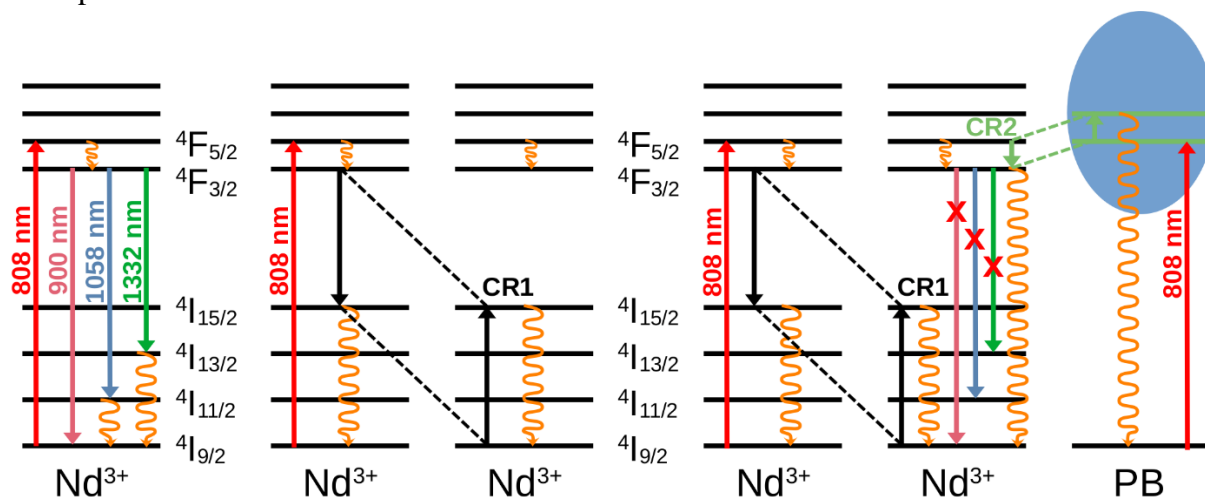 ⁴F₅/₂
⁴F₃/₂
808 nm
900 nm
1058 nm
1332 nm
⁴I₁₅/₂
⁴I₁₃/₂
⁴I₁₁/₂
⁴I₉/₂
Nd³⁺
808 nm
CR1
Nd³⁺
Nd³⁺
⁴F₅/₂
⁴F₃/₂
⁴I₁₅/₂
⁴I₁₃/₂
⁴I₁₁/₂
⁴I₉/₂
808 nm
CR1
CR2
X
X
X
808 nm
Nd³⁺
Nd³⁺
PB